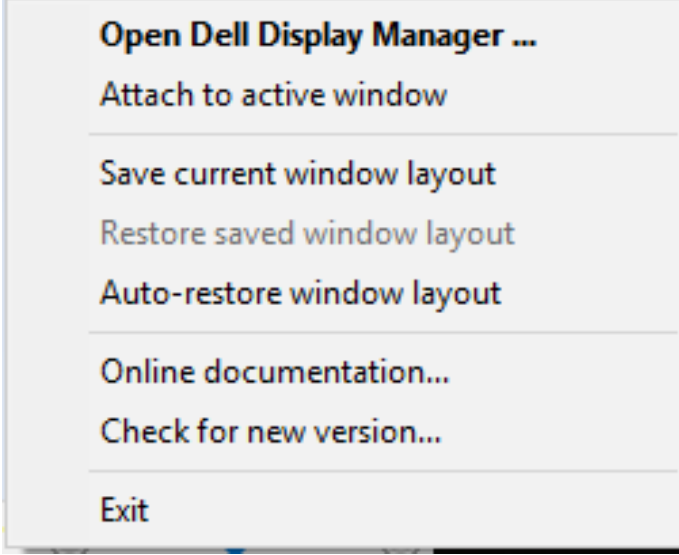 Open Dell Display Manager ...
Attach to active window
Save current window layout
Restore saved window layout
Auto-restore window layout
Online documentation...
Check for new version...
Exit